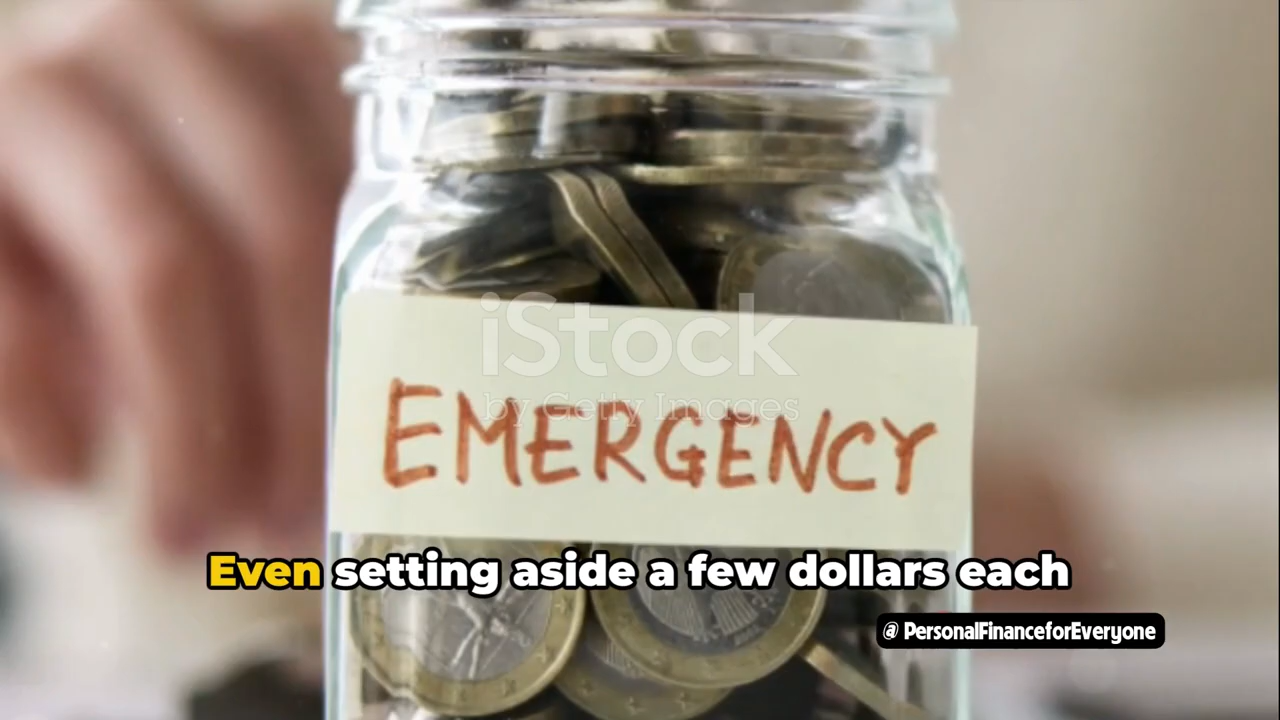 iStock
by Getty Images
EMERGENCY
Even setting aside a few dollars each
@ PersonalFinanceforEveryone